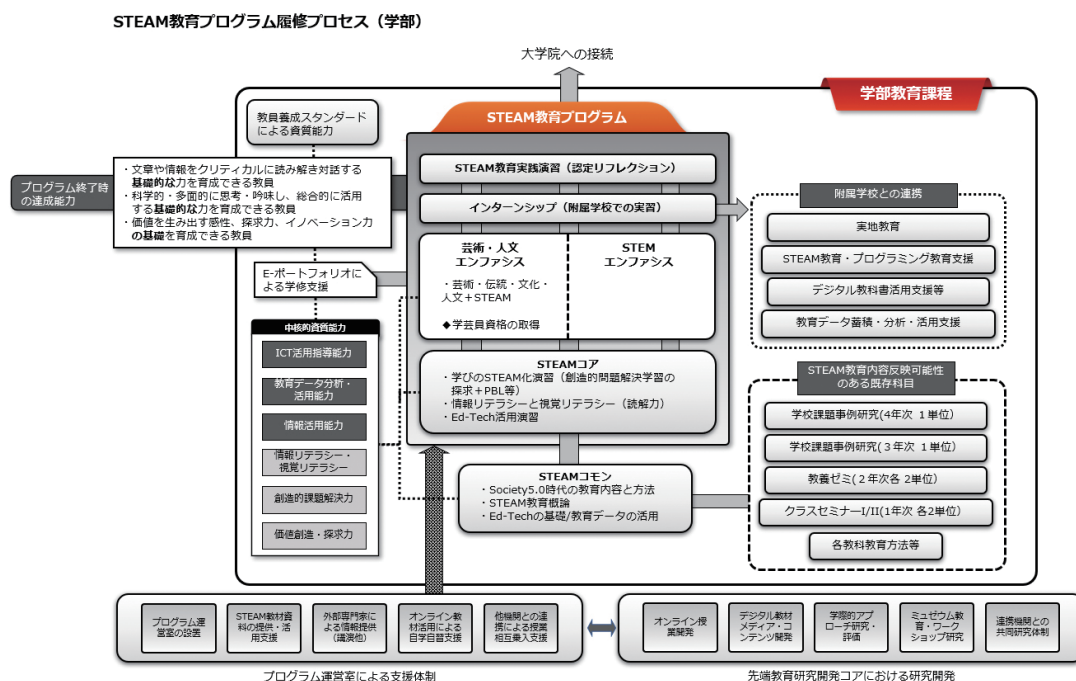 STEAM教育プログラム履修プロセス（学部）
大学院への接続
学部教育課程
教員養成スタンダード
による資質能力
STEAM教育プログラム
プログラム終了時
の達成能力
・文章や情報をクリティカルに読み解き対話する
基礎的な力を育成できる教員
・科学的・多面的に思考・吟味し、総合的に活用
する基礎的な力を育成できる教員
・価値を生み出す感性、探求力、イノベーション力
の基礎を育成できる教員
STEAM教育実践演習（認定リフレクション）
インターンシップ（附属学校での実習）
芸術・人文
エンファシス
・芸術・伝統・文化・
人文＋STEAM
◆学芸員資格の取得
STEM
エンファシス
E-ポートフォリオに
よる学修支援
中核的資質能力
ICT活用指導能力
教育データ分析・
活用能力
情報活用能力
情報リテラシー・
視覚リテラシー
創造的課題解決力
価値創造・探求力
STEAMコア
・学びのSTEAM化演習（創造的問題解決学習の
探求＋PBL等）
・情報リテラシーと視覚リテラシー（読解力）
・Ed-Tech活用演習
STEAMコモン
・Society5.0時代の教育内容と方法
・STEAM教育概論
・Ed-Techの基礎/教育データの活用
附属学校との連携
実地教育
STEAM教育・プログラミング教育支援
デジタル教科書活用支援等
教育データ蓄積・分析・活用支援
STEAM教育内容反映可能性
のある既存科目
学校課題事例研究(4年次 １単位）
学校課題事例研究(３年次 １単位）
教養ゼミ(２年次各 2単位）
クラスセミナーI/II(1年次 各2単位）
各教科教育方法等
プログラム運
営室の設置
STEAM教材資
料の提供・活
用支援
外部専門家に
よる情報提供
（講演他）
オンライン教
材活用による
自学自習支援
他機関との連
携による授業
相互乗入支援
プログラム運営室による支援体制
オンライン授
業開発
デジタル教材
メディア・コ
ンテンツ開発
学際的アプ
ローチ研究・
評価
ミュゼウム教
育・ワーク
ショップ研究
連携機関との
共同研究体制
先端教育研究開発コアにおける研究開発